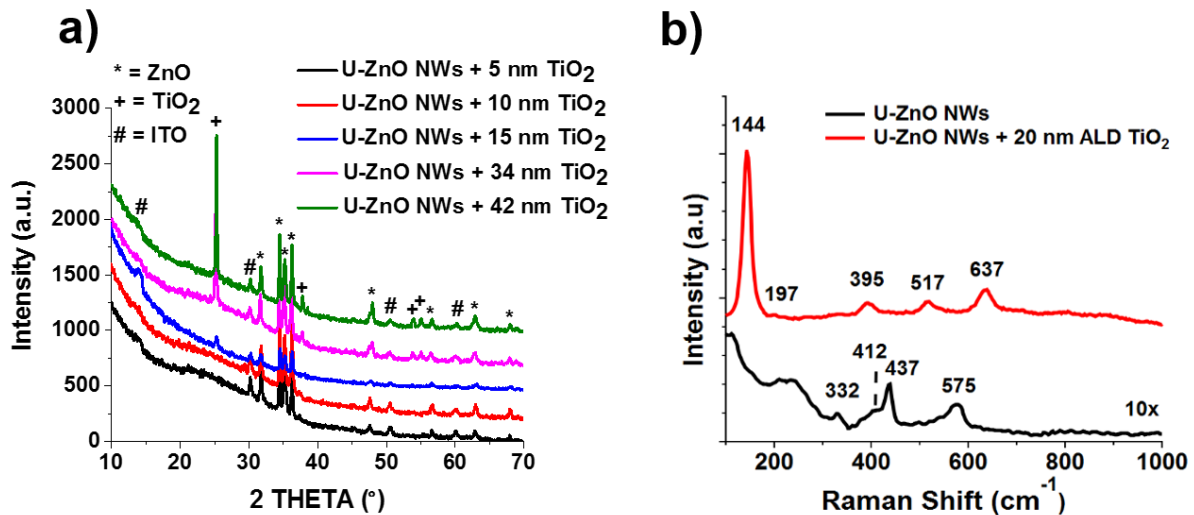 a)
* = ZnO
+ = TiO₂
# = ITO
U-ZnO NWs + 5 nm TiO₂
U-ZnO NWs + 10 nm TiO₂
U-ZnO NWs + 15 nm TiO₂
U-ZnO NWs + 34 nm TiO₂
U-ZnO NWs + 42 nm TiO₂
Intensity (a.u.)
3000
2500
2000
1500
1000
500
0
+
#
#
*
*
*
*
+
*
#
+
+
*
#
*
*
10 20 30 40 50 60 70
2 THETA (°)
b)
U-ZnO NWs
U-ZnO NWs + 20 nm ALD TiO₂
Intensity (a.u)
144
197
395
517
637
332
412
437
575
10x
200 400 600 800 1000
Raman Shift (cm⁻¹)